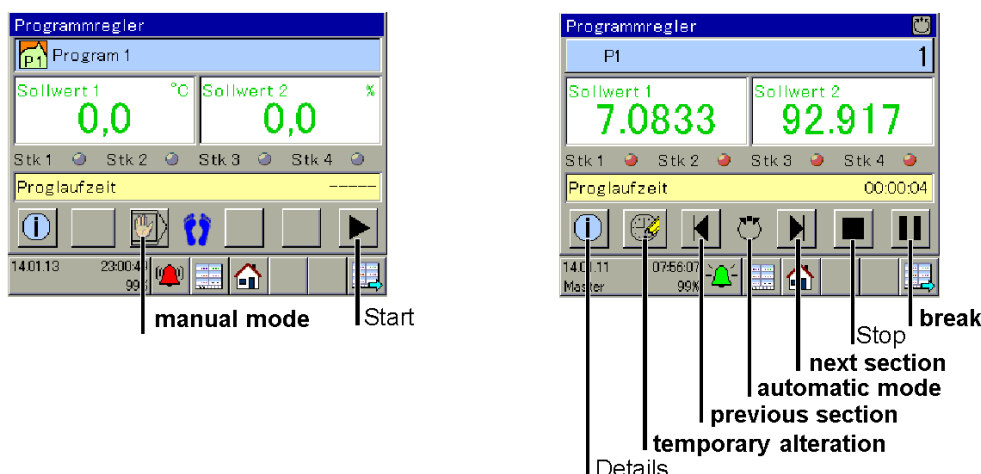 Programmregler
P1 Program 1
Sollwert 1 °C Sollwert 2 %
0,0 0,0
Stk 1 Stk 2 Stk 3 Stk 4
Proglaufzeit -----
14.01.13 23:00:49
99%
manual mode
Start
Programmregler
P1 1
Sollwert 1 Sollwert 2
7.0833 92.917
Stk 1 Stk 2 Stk 3 Stk 4
Proglaufzeit 00:00:04
14.01.11 07:56:07
Master 99%
break
Stop
next section
automatic mode
previous section
temporary alteration
Details